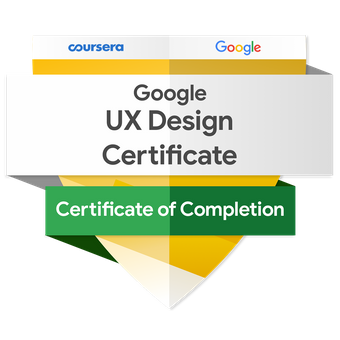 coursera Google
Google
UX Design
Certificate
Certificate of Completion